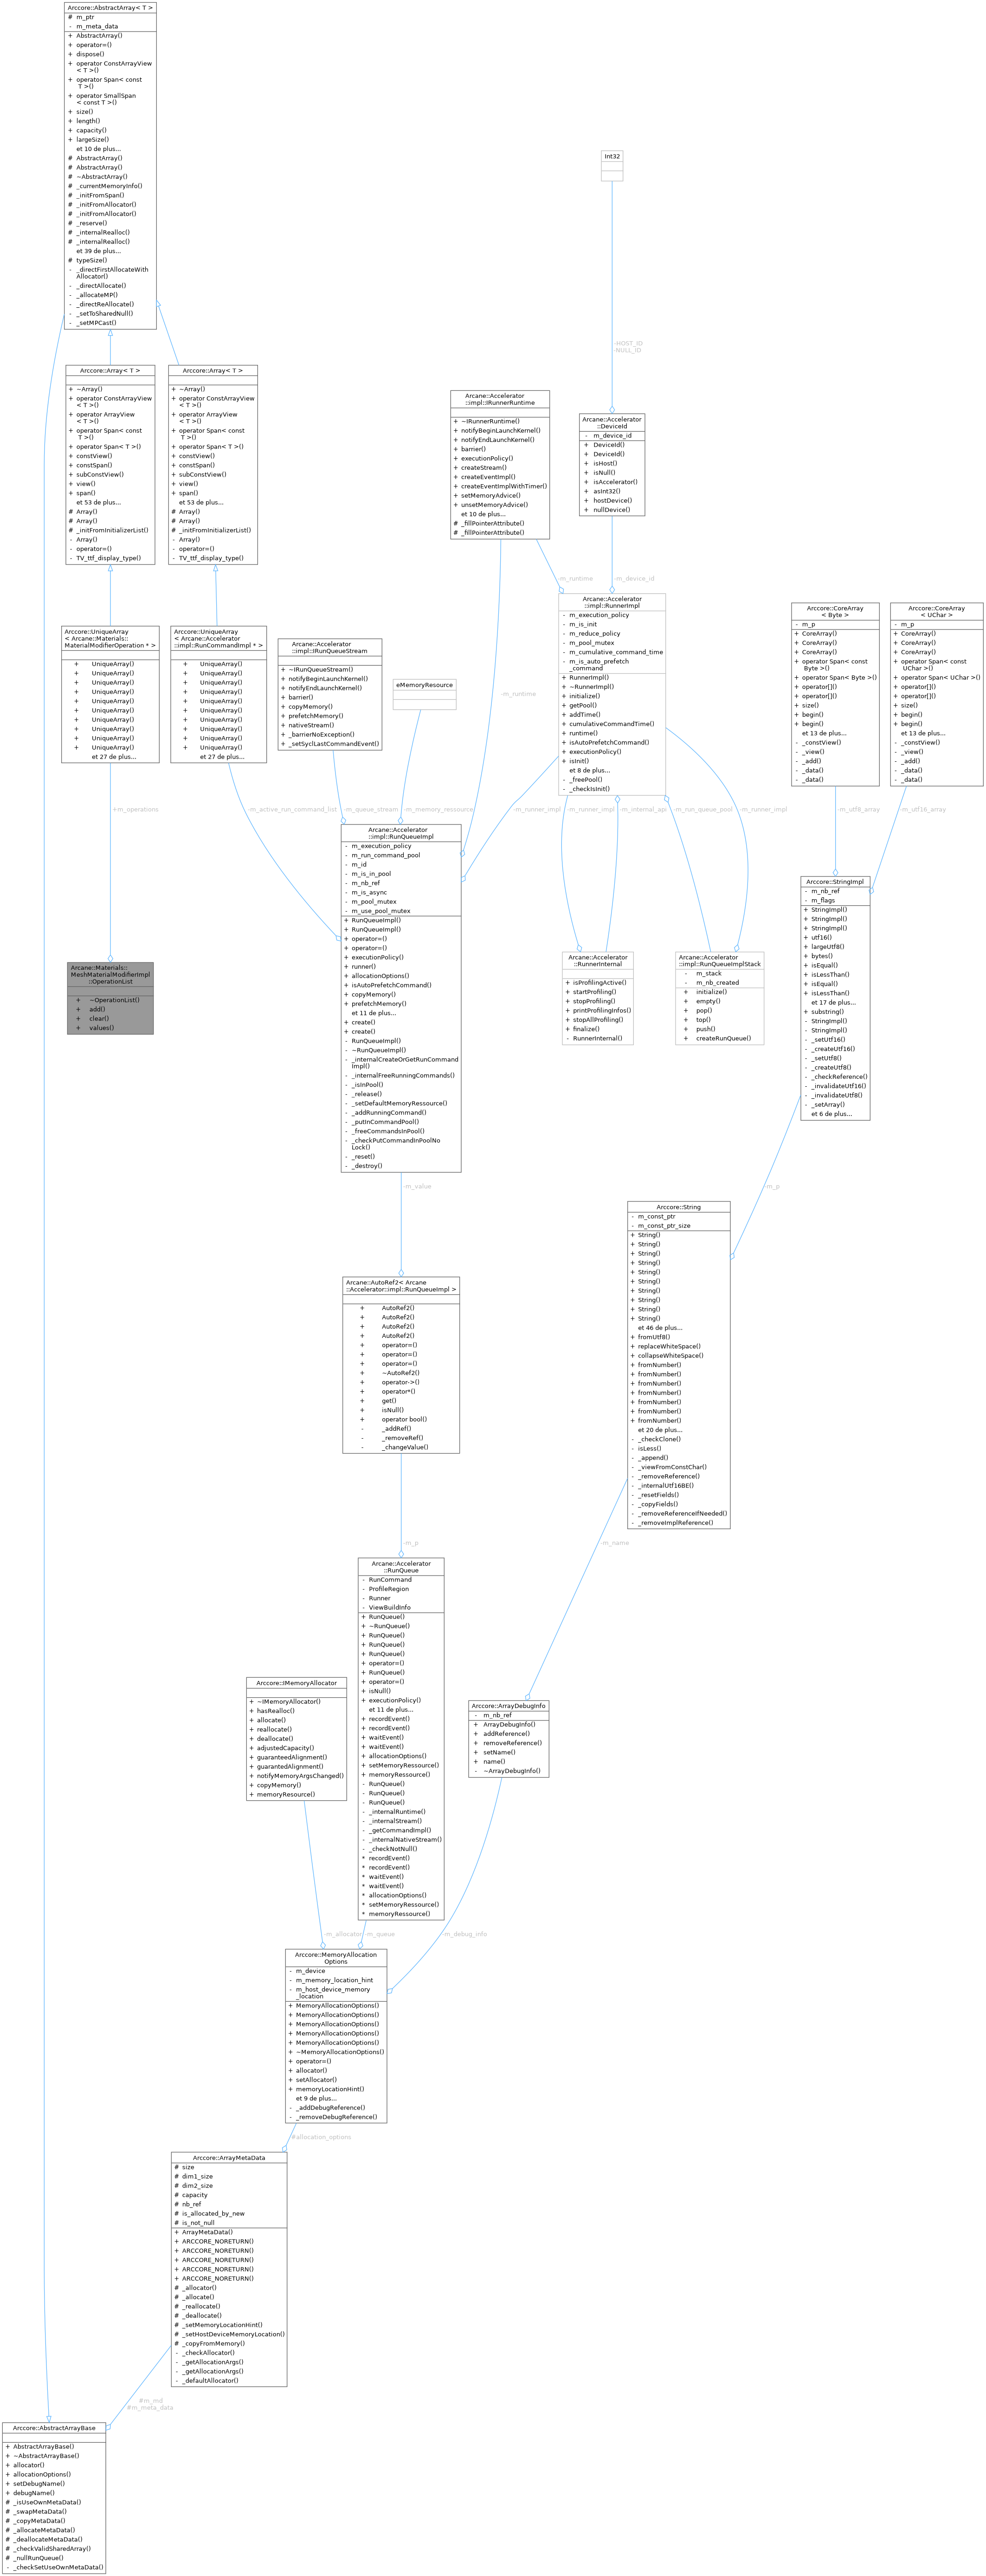 Arccore::AbstractArray< T >
# m_ptr
- m_meta_data
+ AbstractArray()
+ operator=()
+ dispose()
+ operator ConstArrayView
< T >()
+ operator Span< const
T >()
+ operator SmallSpan
< const T >()
+ size()
+ length()
+ capacity()
+ largeSize()
et 10 de plus...
# AbstractArray()
# AbstractArray()
# ~AbstractArray()
# _currentMemoryInfo()
# _initFromSpan()
# _initFromAllocator()
# _initFromAllocator()
# _reserve()
# _internalRealloc()
# _internalRealloc()
et 39 de plus...
# typeSize()
- _directFirstAllocateWith
Allocator()
- _directAllocate()
- _allocateMP()
- _directReAllocate()
- _setToSharedNull()
- _setMPCast()
Int32
-HOST_ID
-NULL_ID
Arccore::Array< T >
+ ~Array()
+ operator ConstArrayView
< T >()
+ operator ArrayView
< T >()
+ operator Span< const
T >()
+ operator Span< T >()
+ constView()
+ constSpan()
+ subConstView()
+ view()
+ span()
et 53 de plus...
# Array()
# Array()
# _initFromInitializerList()
- Array()
- operator=()
- TV_ttf_display_type()
Arccore::Array< T >
+ ~Array()
+ operator ConstArrayView
< T >()
+ operator ArrayView
< T >()
+ operator Span< const
T >()
+ operator Span< T >()
+ constView()
+ constSpan()
+ subConstView()
+ view()
+ span()
et 53 de plus...
# Array()
# Array()
# _initFromInitializerList()
- Array()
- operator=()
- TV_ttf_display_type()
Arcane::Accelerator
::impl::IRunnerRuntime
+ ~IRunnerRuntime()
+ notifyBeginLaunchKernel()
+ notifyEndLaunchKernel()
+ barrier()
+ executionPolicy()
+ createStream()
+ createEventImpl()
+ createEventImplWithTimer()
+ setMemoryAdvice()
+ unsetMemoryAdvice()
et 10 de plus...
# _fillPointerAttribute()
# _fillPointerAttribute()
Arcane::Accelerator
::DeviceId
- m_device_id
+ DeviceId()
+ DeviceId()
+ isHost()
+ isNull()
+ isAccelerator()
+ asInt32()
+ hostDevice()
+ nullDevice()
-m_runtime
-m_device_id
Arccore::UniqueArray
< Arcane::Materials::
MaterialModifierOperation * >
+ UniqueArray()
+ UniqueArray()
+ UniqueArray()
+ UniqueArray()
+ UniqueArray()
+ UniqueArray()
+ UniqueArray()
+ UniqueArray()
+ UniqueArray()
+ UniqueArray()
et 27 de plus...
Arccore::UniqueArray
< Arcane::Accelerator
::impl::RunCommandImpl * >
+ UniqueArray()
+ UniqueArray()
+ UniqueArray()
+ UniqueArray()
+ UniqueArray()
+ UniqueArray()
+ UniqueArray()
+ UniqueArray()
+ UniqueArray()
+ UniqueArray()
et 27 de plus...
Arcane::Accelerator
::impl::IRunQueueStream
+ ~IRunQueueStream()
+ notifyBeginLaunchKernel()
+ notifyEndLaunchKernel()
+ barrier()
+ copyMemory()
+ prefetchMemory()
+ nativeStream()
+ _barrierNoException()
+ _setSyclLastCommandEvent()
eMemoryResource
-m_runtime
Arcane::Accelerator
::impl::RunnerImpl
- m_execution_policy
- m_is_init
- m_reduce_policy
- m_pool_mutex
- m_cumulative_command_time
- m_is_auto_prefetch
_command
+ RunnerImpl()
+ ~RunnerImpl()
+ initialize()
+ getPool()
+ addTime()
+ cumulativeCommandTime()
+ runtime()
+ isAutoPrefetchCommand()
+ executionPolicy()
+ isInit()
et 8 de plus...
- _freePool()
- _checkIsInit()
Arccore::CoreArray
< Byte >
- m_p
+ CoreArray()
+ CoreArray()
+ CoreArray()
+ operator Span< const
Byte >()
+ operator Span< Byte >()
+ operator[]()
+ operator[]()
+ size()
+ begin()
+ begin()
et 13 de plus...
- _constView()
- _view()
- _add()
- _data()
- _data()
Arccore::CoreArray
< UChar >
- m_p
+ CoreArray()
+ CoreArray()
+ CoreArray()
+ operator Span< const
UChar >()
+ operator Span< UChar >()
+ operator[]()
+ operator[]()
+ size()
+ begin()
+ begin()
et 13 de plus...
- _constView()
- _view()
- _add()
- _data()
- _data()
+m_operations
-m_active_run_command_list
-m_queue_stream
-m_memory_ressource
-m_runner_impl
-m_runner_impl
-m_internal_api
-m_run_queue_pool
-m_runner_impl
-m_utf8_array
-m_utf16_array
Arcane::Materials::
MeshMaterialModifierImpl
::OperationList
+ ~OperationList()
+ add()
+ clear()
+ values()
Arcane::Accelerator
::impl::RunQueueImpl
- m_execution_policy
- m_run_command_pool
- m_id
- m_is_in_pool
- m_nb_ref
- m_is_async
- m_pool_mutex
- m_use_pool_mutex
+ RunQueueImpl()
+ RunQueueImpl()
+ operator=()
+ operator=()
+ executionPolicy()
+ runner()
+ allocationOptions()
+ isAutoPrefetchCommand()
+ copyMemory()
+ prefetchMemory()
et 11 de plus...
+ create()
+ create()
- RunQueueImpl()
- ~RunQueueImpl()
- _internalCreateOrGetRunCommand
Impl()
- _internalFreeRunningCommands()
- _isInPool()
- _release()
- _setDefaultMemoryRessource()
- _addRunningCommand()
- _putInCommandPool()
- _freeCommandsInPool()
- _checkPutCommandInPoolNo
Lock()
- _reset()
- _destroy()
Arcane::Accelerator
::RunnerInternal
+ isProfilingActive()
+ startProfiling()
+ stopProfiling()
+ printProfilingInfos()
+ stopAllProfiling()
+ finalize()
- RunnerInternal()
Arcane::Accelerator
::impl::RunQueueImplStack
- m_stack
- m_nb_created
+ initialize()
+ empty()
+ pop()
+ top()
+ push()
+ createRunQueue()
Arccore::StringImpl
- m_nb_ref
- m_flags
+ StringImpl()
+ StringImpl()
+ StringImpl()
+ utf16()
+ largeUtf8()
+ bytes()
+ isEqual()
+ isLessThan()
+ isEqual()
+ isLessThan()
et 17 de plus...
+ substring()
- StringImpl()
- StringImpl()
- _setUtf16()
- _createUtf16()
- _setUtf8()
- _createUtf8()
- _checkReference()
- _invalidateUtf16()
- _invalidateUtf8()
- _setArray()
et 6 de plus...
-m_value
-m_p
Arccore::String
- m_const_ptr
- m_const_ptr_size
+ String()
+ String()
+ String()
+ String()
+ String()
+ String()
+ String()
+ String()
+ String()
+ String()
et 46 de plus...
+ fromUtf8()
+ replaceWhiteSpace()
+ collapseWhiteSpace()
+ fromNumber()
+ fromNumber()
+ fromNumber()
+ fromNumber()
+ fromNumber()
+ fromNumber()
+ fromNumber()
et 20 de plus...
- _checkClone()
- isLess()
- _append()
- _viewFromConstChar()
- _removeReference()
- _internalUtf16BE()
- _resetFields()
- _copyFields()
- _removeReferenceIfNeeded()
- _removeImplReference()
Arcane::AutoRef2< Arcane
::Accelerator::impl::RunQueueImpl >
+ AutoRef2()
+ AutoRef2()
+ AutoRef2()
+ AutoRef2()
+ operator=()
+ operator=()
+ operator=()
+ ~AutoRef2()
+ operator->()
+ operator*()
+ get()
+ isNull()
+ operator bool()
- _addRef()
- _removeRef()
- _changeValue()
-m_p
-m_name
Arcane::Accelerator
::RunQueue
- RunCommand
- ProfileRegion
- Runner
- ViewBuildInfo
+ RunQueue()
+ ~RunQueue()
+ RunQueue()
+ RunQueue()
+ RunQueue()
+ operator=()
+ RunQueue()
+ operator=()
+ isNull()
+ executionPolicy()
et 11 de plus...
+ recordEvent()
+ recordEvent()
+ waitEvent()
+ waitEvent()
+ allocationOptions()
+ setMemoryRessource()
+ memoryRessource()
- RunQueue()
- RunQueue()
- RunQueue()
- _internalRuntime()
- _internalStream()
- _getCommandImpl()
- _internalNativeStream()
- _checkNotNull()
* recordEvent()
* recordEvent()
* waitEvent()
* waitEvent()
* allocationOptions()
* setMemoryRessource()
* memoryRessource()
Arccore::IMemoryAllocator
+ ~IMemoryAllocator()
+ hasRealloc()
+ allocate()
+ reallocate()
+ deallocate()
+ adjustedCapacity()
+ guaranteedAlignment()
+ guarantedAlignment()
+ notifyMemoryArgsChanged()
+ copyMemory()
+ memoryResource()
Arccore::ArrayDebugInfo
- m_nb_ref
+ ArrayDebugInfo()
+ addReference()
+ removeReference()
+ setName()
+ name()
- ~ArrayDebugInfo()
-m_allocator
-m_queue
-m_debug_info
Arccore::MemoryAllocation
Options
- m_device
- m_memory_location_hint
- m_host_device_memory
_location
+ MemoryAllocationOptions()
+ MemoryAllocationOptions()
+ MemoryAllocationOptions()
+ MemoryAllocationOptions()
+ MemoryAllocationOptions()
+ ~MemoryAllocationOptions()
+ operator=()
+ allocator()
+ setAllocator()
+ memoryLocationHint()
et 9 de plus...
- _addDebugReference()
- _removeDebugReference()
#allocation_options
Arccore::ArrayMetaData
# size
# dim1_size
# dim2_size
# capacity
# nb_ref
# is_allocated_by_new
# is_not_null
+ ArrayMetaData()
+ ARCCORE_NORETURN()
+ ARCCORE_NORETURN()
+ ARCCORE_NORETURN()
+ ARCCORE_NORETURN()
+ ARCCORE_NORETURN()
# _allocator()
# _allocate()
# _reallocate()
# _deallocate()
# _setMemoryLocationHint()
# _setHostDeviceMemoryLocation()
# _copyFromMemory()
- _checkAllocator()
- _getAllocationArgs()
- _getAllocationArgs()
- _defaultAllocator()
#m_md
#m_meta_data
Arccore::AbstractArrayBase
+ AbstractArrayBase()
+ ~AbstractArrayBase()
+ allocator()
+ allocationOptions()
+ setDebugName()
+ debugName()
# _isUseOwnMetaData()
# _swapMetaData()
# _copyMetaData()
# _allocateMetaData()
# _deallocateMetaData()
# _checkValidSharedArray()
# _nullRunQueue()
- _checkSetUseOwnMetaData()